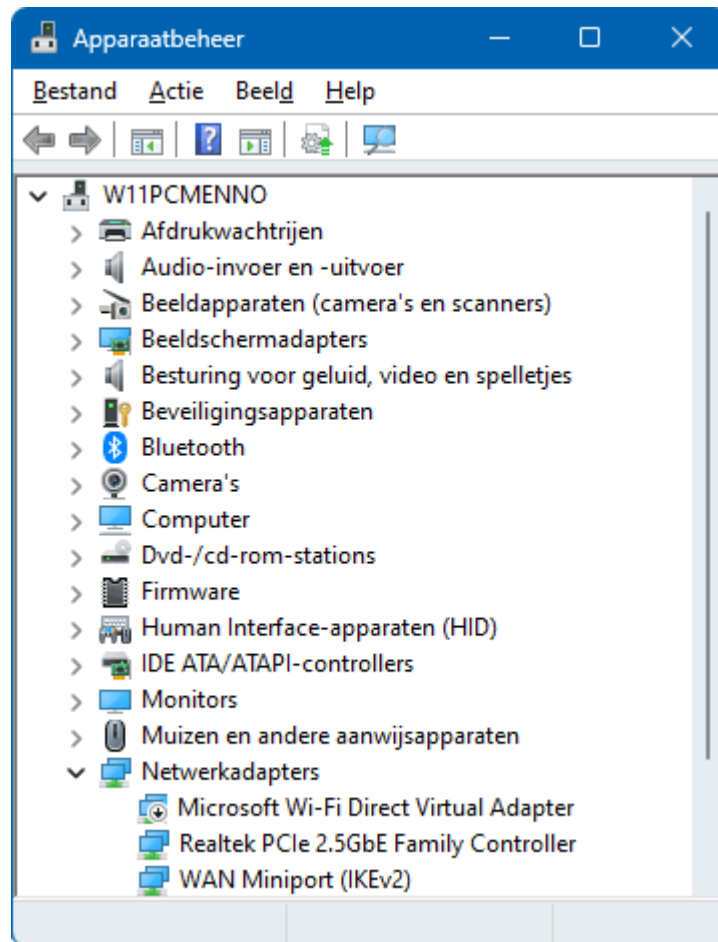 Apparaatbeheer
Bestand Actie Beeld Help
W11PCMENNO
Afdrukwachtrijen
Audio-invoer en -uitvoer
Beeldapparaten (camera's en scanners)
Beeldschermadapters
Besturing voor geluid, video en spelletjes
Beveiligingsapparaten
Bluetooth
Camera's
Computer
Dvd-/cd-rom-stations
Firmware
Human Interface-apparaten (HID)
IDE ATA/ATAPI-controllers
Monitors
Muizen en andere aanwijsapparaten
Netwerkadapters
Microsoft Wi-Fi Direct Virtual Adapter
Realtek PCIe 2.5GbE Family Controller
WAN Miniport (IKEv2)